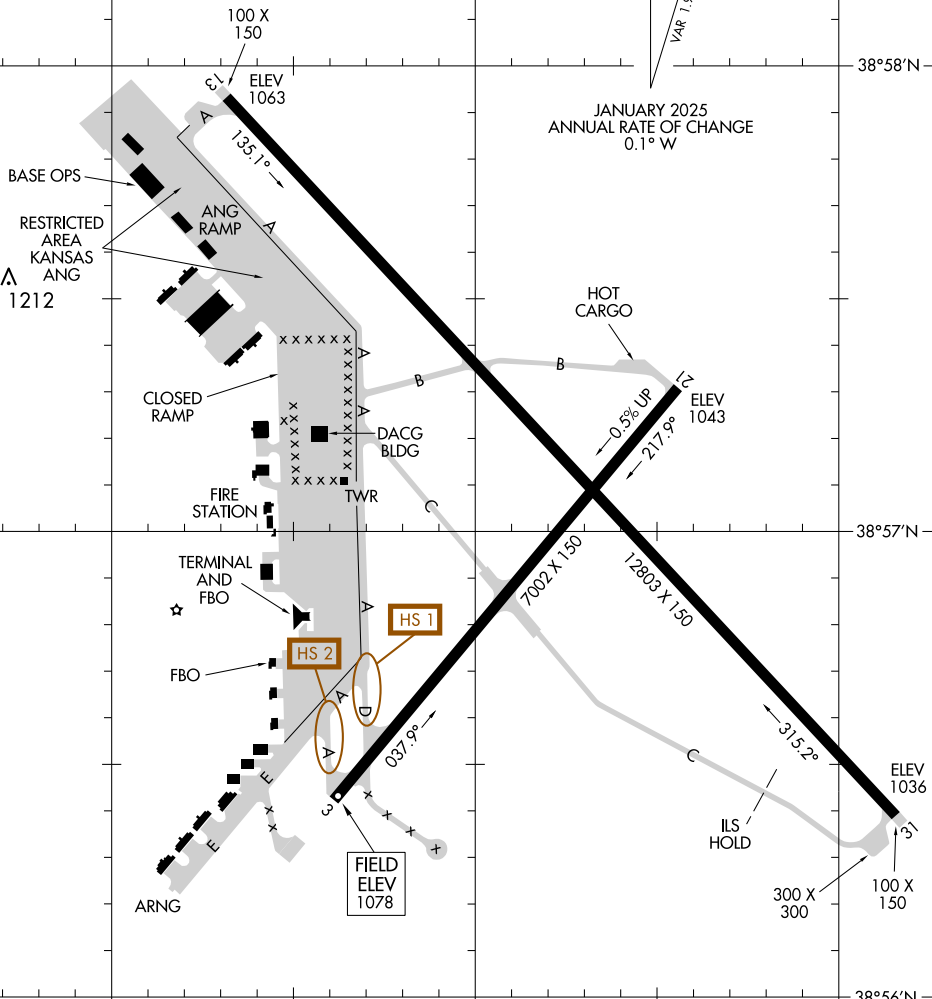 100 X
150
VAR 1.9
38°58'N
13
ELEV
1063
JANUARY 2025
ANNUAL RATE OF CHANGE
0.1° W
A
135.1°
BASE OPS
ANG
RAMP
RESTRICTED
AREA
KANSAS
ANG
A
1212
HOT
CARGO
X X X X X X
A
B
B
21
ELEV
1043
0.5% UP
217.9°
CLOSED
RAMP
A
DACG
BLDG
TWR
FIRE
STATION
C
38°57'N
7002 X 150
12803 X 150
TERMINAL
AND
FBO
A
HS 1
HS 2
FBO
A
D
A
037.9°
315.2°
C
E
ELEV
1036
3
X
X
X
X
31
ILS
HOLD
E
FIELD
ELEV
1078
300 X
300
100 X
150
ARNG
38°56'N